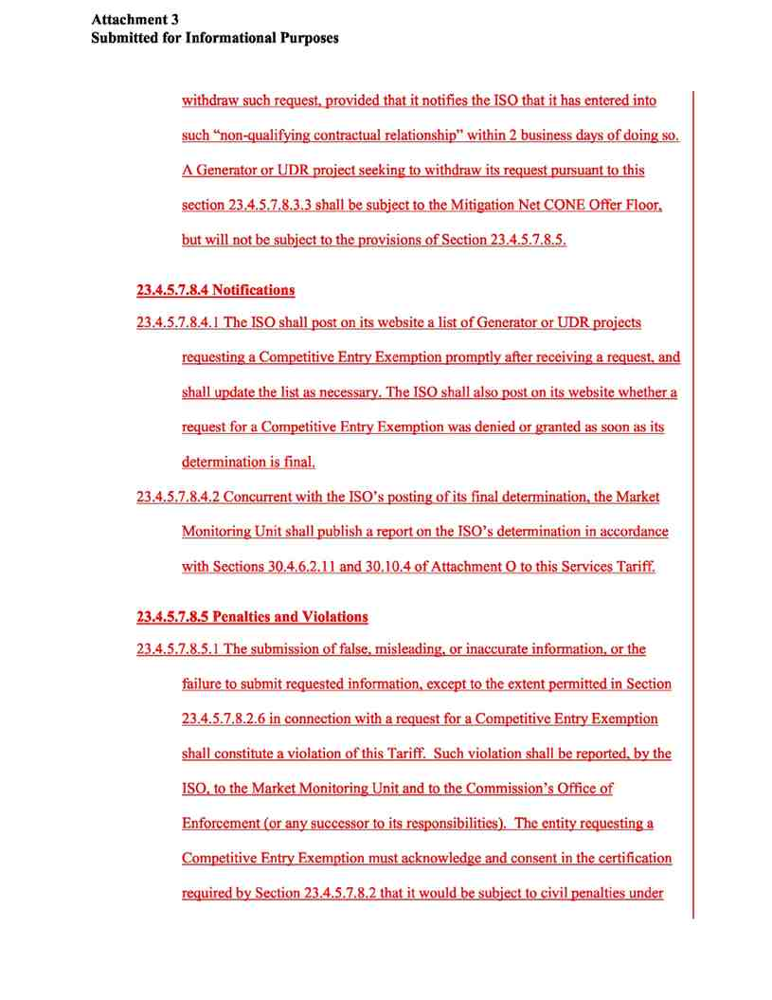 Attachment 3
Submitted for Informational Purposes
withdraw such request, provided that it notifies the ISO that it has entered into
such “non-qualifying contractual relationship” within 2 business days of doing so.
A Generator or UDR project seeking to withdraw its request pursuant to this
section 23.4.5.7.8.3.3 shall be subject to the Mitigation Net CONE Offer Floor,
but will not be subject to the provisions of Section 23.4.5.7.8.5.
23.4.5.7.8.4 Notifications
23.4.5.7.8.4.1 The ISO shall post on its website a list of Generator or UDR projects
requesting a Competitive Entry Exemption promptly after receiving a request, and
shall update the list as necessary. The ISO shall also post on its website whether a
request for a Competitive Entry Exemption was denied or granted as soon as its
determination is final.
23.4.5.7.8.4.2 Concurrent with the ISO’s posting of its final determination, the Market
Monitoring Unit shall publish a report on the ISO’s determination in accordance
with Sections 30.4.6.2.11 and 30.10.4 of Attachment O to this Services Tariff.
23.4.5.7.8.5 Penalties and Violations
23.4.5.7.8.5.1 The submission of false, misleading, or inaccurate information, or the
failure to submit requested information, except to the extent permitted in Section
23.4.5.7.8.2.6 in connection with a request for a Competitive Entry Exemption
shall constitute a violation of this Tariff.  Such violation shall be reported, by the
ISO, to the Market Monitoring Unit and to the Commission’s Office of
Enforcement (or any successor to its responsibilities).  The entity requesting a
Competitive Entry Exemption must acknowledge and consent in the certification
required by Section 23.4.5.7.8.2 that it would be subject to civil penalties under